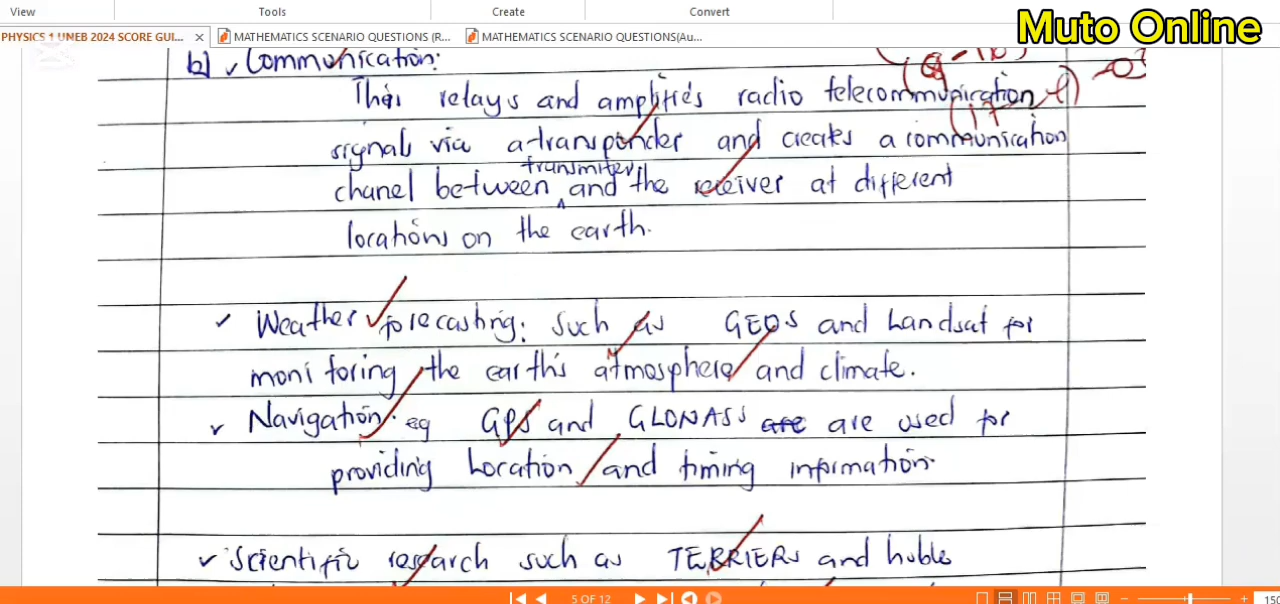 View Tools Create Convert
Muto Online
PHYSICS 1 UNEB 2024 SCORE GUI... × MATHEMATICS SCENARIO QUESTIONS (R... MATHEMATICS SCENARIO QUESTIONS(Au...
b) ✓ Communication:
This relays and amplifies radio telecommunication
signals via a transponder and creates a communication
transmiter
chanel between ^ and the receiver at different
locations on the earth.
✓ Weather forecasting: such as GEOS and Landsat for
monitoring the earth's atmosphere and climate.
✓ Navigation. eg GPS and GLONASS are are used for
providing Location and timing information.
✓ Scientific research such as TERRIERS and hubble
5 OF 12
150